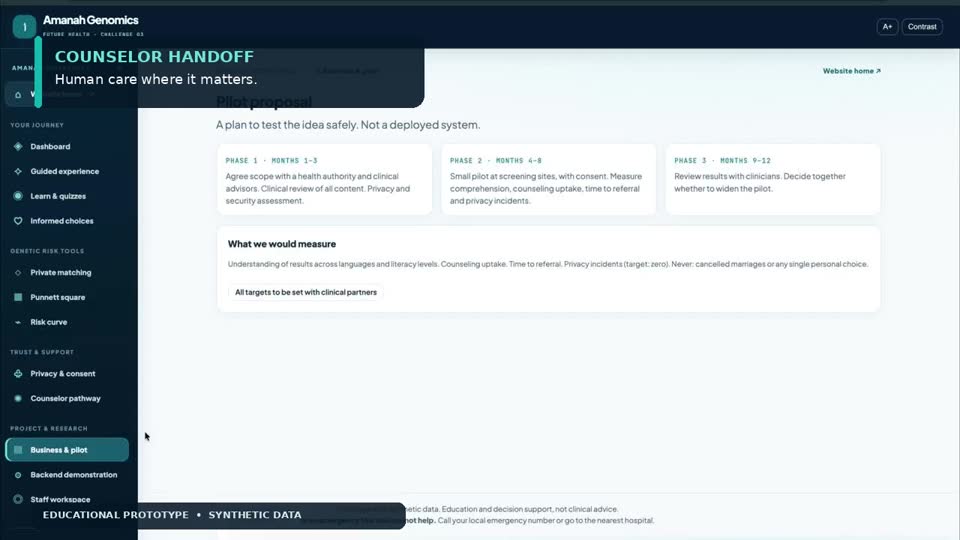 Amanah Genomics
FUTURE HEALTH · CHALLENGE 03
A+
Contrast
COUNSELOR HANDOFF
Human care where it matters.
Website home ↗
YOUR JOURNEY
Dashboard
Guided experience
Learn & quizzes
Informed choices
GENETIC RISK TOOLS
Private matching
Punnett square
Risk curve
TRUST & SUPPORT
Privacy & consent
Counselor pathway
PROJECT & RESEARCH
Business & pilot
Backend demonstration
Staff workspace
Pilot proposal
A plan to test the idea safely. Not a deployed system.
PHASE 1 · MONTHS 1–3
Agree scope with a health authority and clinical
advisors. Clinical review of all content. Privacy and
security assessment.
PHASE 2 · MONTHS 4–8
Small pilot at screening sites, with consent. Measure
comprehension, counseling uptake, time to referral
and privacy incidents.
PHASE 3 · MONTHS 9–12
Review results with clinicians. Decide together
whether to widen the pilot.
What we would measure
Understanding of results across languages and literacy levels. Counseling uptake. Time to referral. Privacy incidents (target: zero). Never: cancelled marriages or any single personal choice.
All targets to be set with clinical partners
data. Education and decision support, not clinical advice.
not help. Call your local emergency number or go to the nearest hospital.
EDUCATIONAL PROTOTYPE • SYNTHETIC DATA